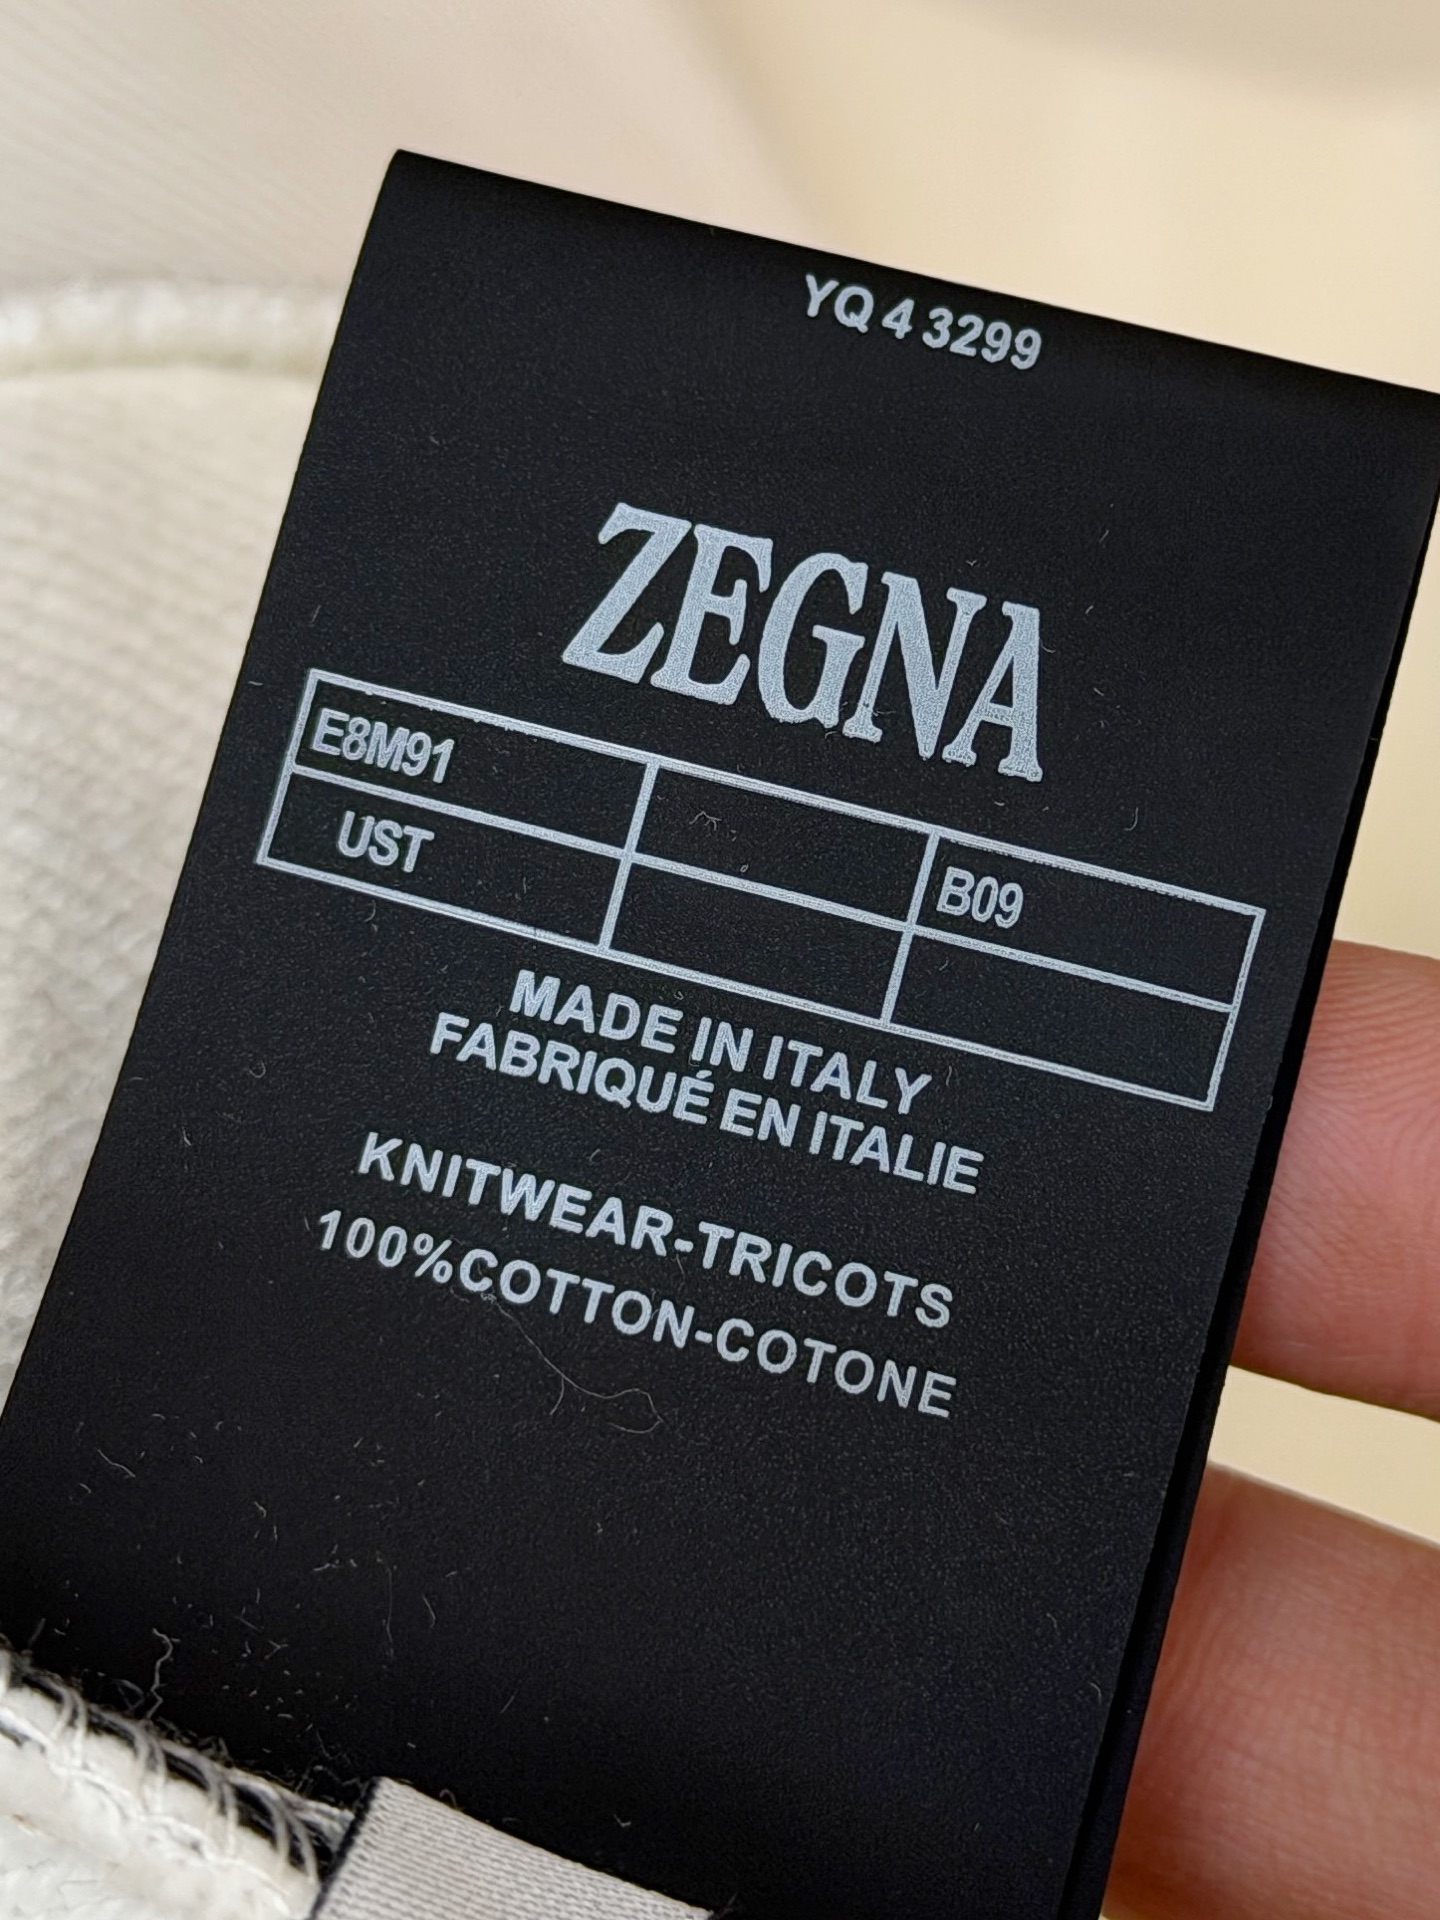 YQ 4 3299
ZEGNA
E8M91 B09
UST
MADE IN ITALY
FABRIQUÉ EN ITALIE
KNITWEAR-TRICOTS
100%COTTON-COTONE